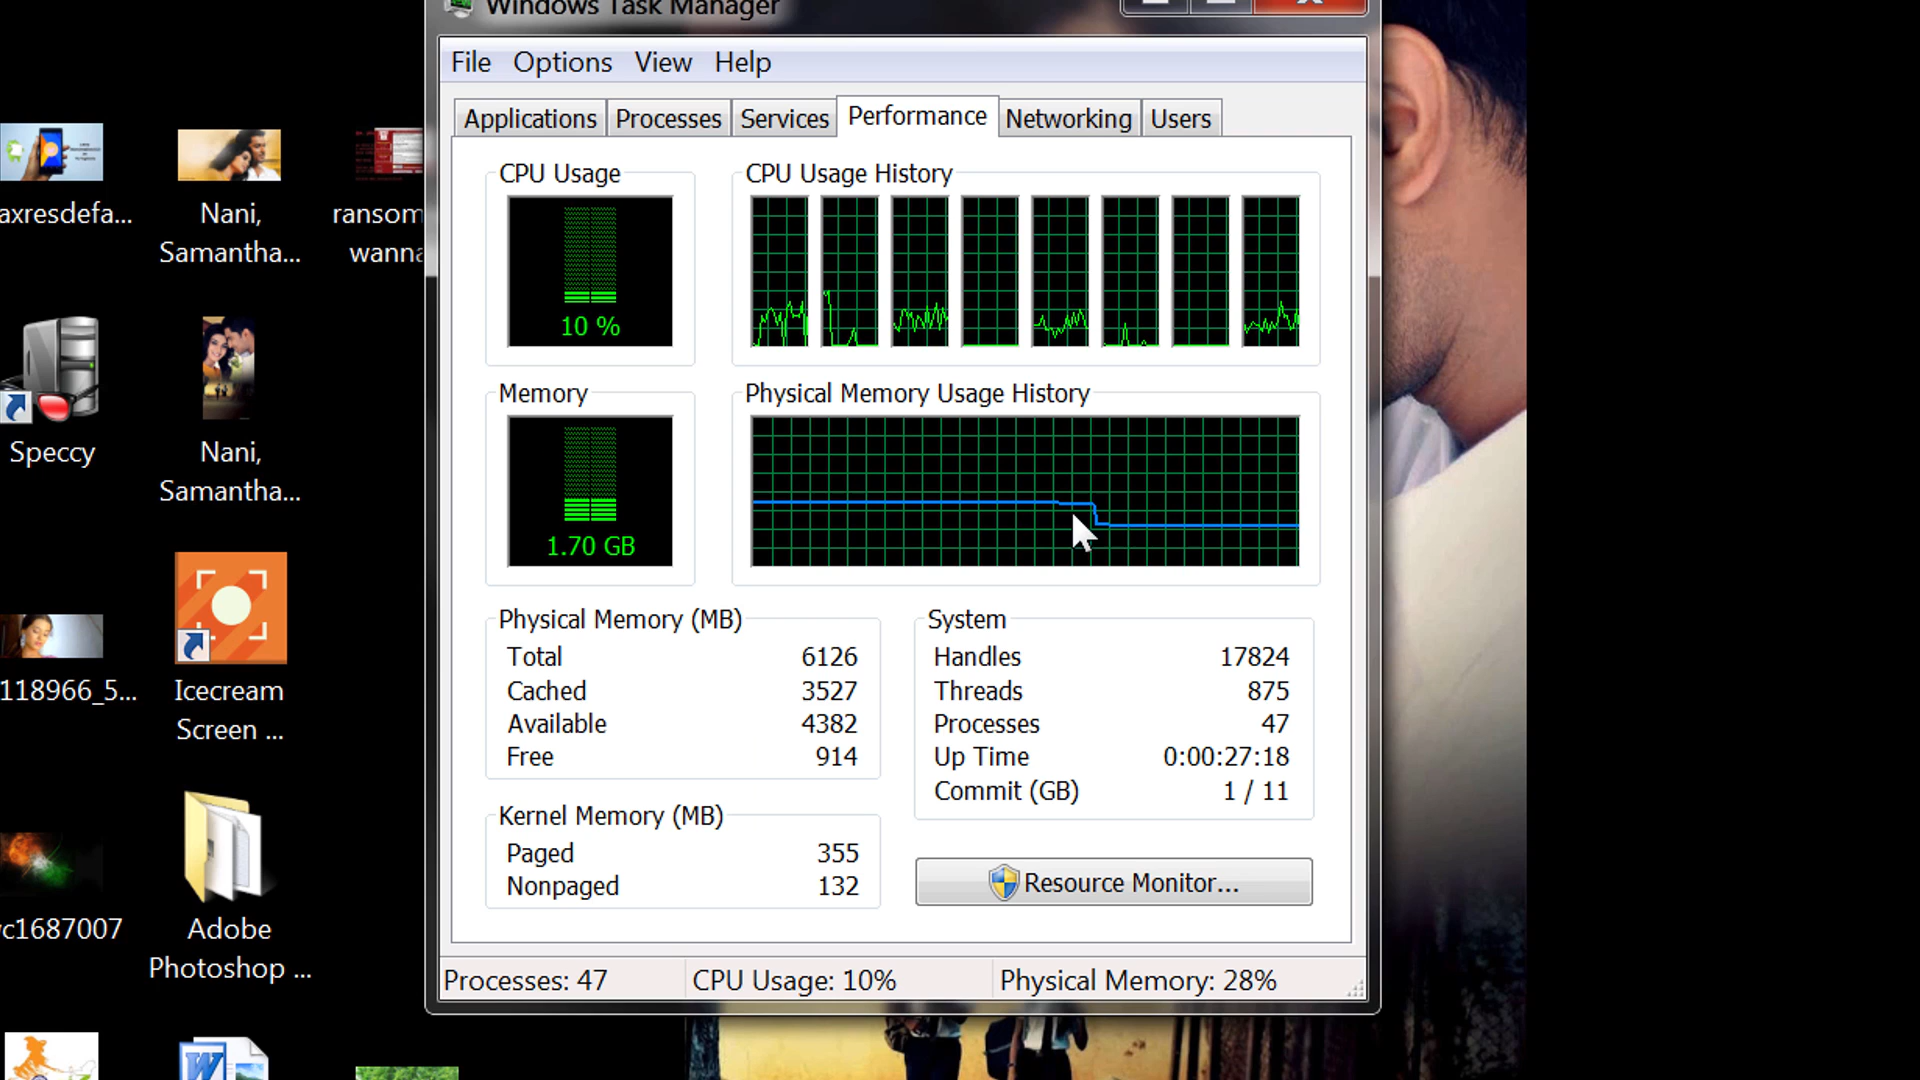 Windows Task Manager
File Options View Help
Applications Processes Services Performance Networking Users
CPU Usage
10 %
CPU Usage History
Memory
1.70 GB
Physical Memory Usage History
Physical Memory (MB)
Total 6126
Cached 3527
Available 4382
Free 914
Kernel Memory (MB)
Paged 355
Nonpaged 132
System
Handles 17824
Threads 875
Processes 47
Up Time 0:00:27:18
Commit (GB) 1 / 11
Resource Monitor...
Processes: 47 CPU Usage: 10% Physical Memory: 28%
axresdefa...
Nani,
Samantha...
ransom
wanna
Speccy
Nani,
Samantha...
118966_5...
Icecream
Screen ...
c1687007
Adobe
Photoshop ...
W